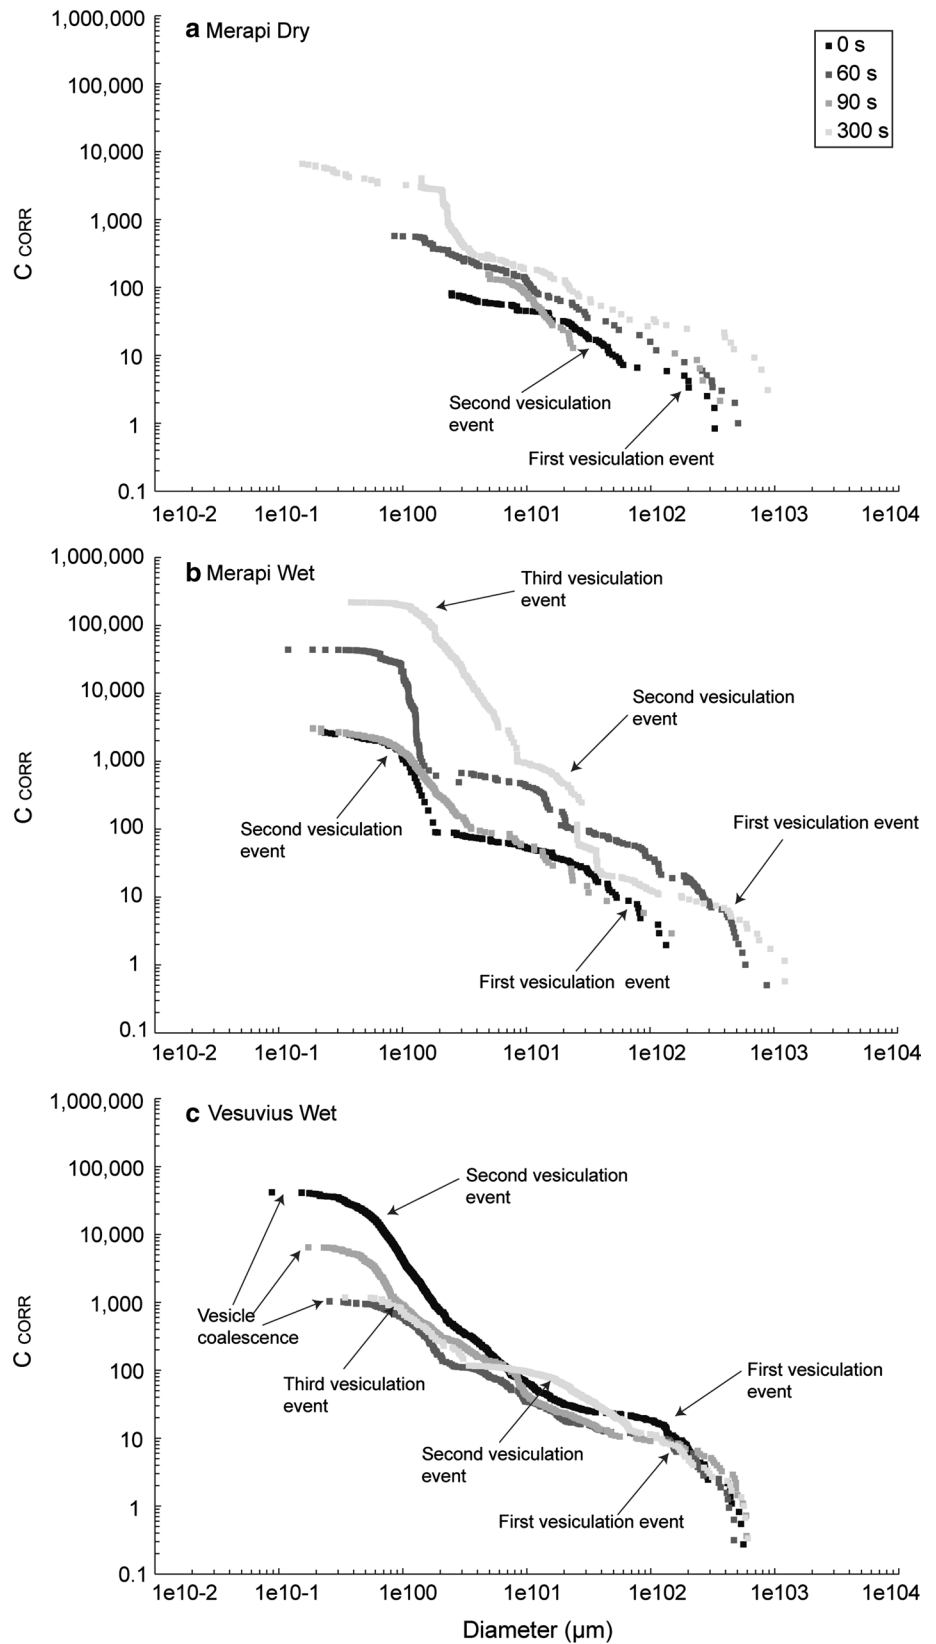 a Merapi Dry
0 s
60 s
90 s
300 s
1,000,000
100,000
10,000
1,000
100
10
1
0.1
C CORR
Second vesiculation
event
First vesiculation event
1e10-2
1e10-1
1e100
1e101
1e102
1e103
1e104
b Merapi Wet
1,000,000
100,000
10,000
1,000
100
10
1
0.1
C CORR
Third vesiculation
event
Second vesiculation
event
First vesiculation event
Second vesiculation
event
First vesiculation event
1e10-2
1e10-1
1e100
1e101
1e102
1e103
1e104
c Vesuvius Wet
1,000,000
100,000
10,000
1,000
100
10
1
0.1
C CORR
Second vesiculation
event
Vesicle
coalescence
Third vesiculation
event
First vesiculation
event
Second vesiculation
event
First vesiculation event
1e10-2
1e10-1
1e100
1e101
1e102
1e103
1e104
Diameter (µm)